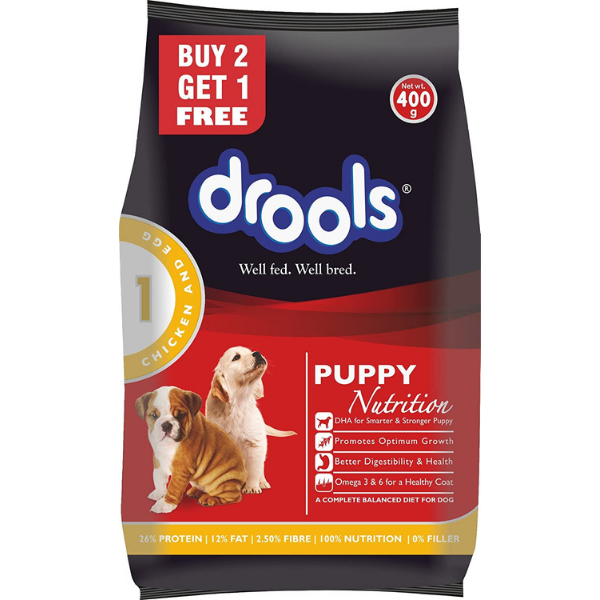 BUY 2
GET 1
FREE
Net wt.
400
g
drools®
Well fed. Well bred.
1
CHICKEN AND EGG
PUPPY
Nutrition
DHA for Smarter & Stronger Puppy
Promotes Optimum Growth
Better Digestibility & Health
Omega 3 & 6 for a Healthy Coat
A COMPLETE BALANCED DIET FOR DOG
26% PROTEIN | 12% FAT | 2.50% FIBRE | 100% NUTRITION | 0% FILLER